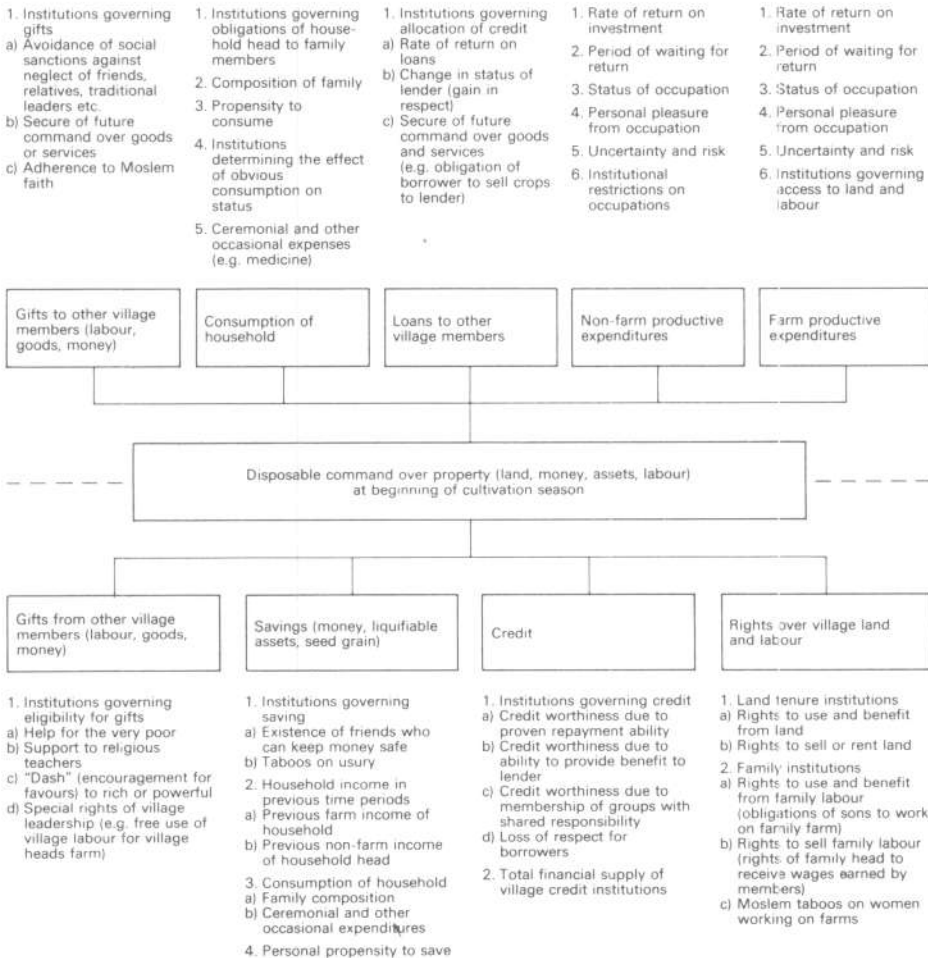 1. Institutions governing
gifts
a) Avoidance of social
sanctions against
neglect of friends,
relatives, traditional
leaders etc.
b) Secure of future
command over goods
or services
c) Adherence to Moslem
faith
1. Institutions governing
obligations of house-
hold head to family
members
2. Composition of family
3. Propensity to
consume
4. Institutions
determining the effect
of obvious
consumption on
status
5. Ceremonial and other
occasional expenses
(e.g. medicine)
1. Institutions governing
allocation of credit
a) Rate of return on
loans
b) Change in status of
lender (gain in
respect)
c) Secure of future
command over goods
and services
(e.g. obligation of
borrower to sell crops
to lender)
1. Rate of return on
investment
2. Period of waiting for
return
3. Status of occupation
4. Personal pleasure
from occupation
5. Uncertainty and risk
6. Institutional
restrictions on
occupations
1. Rate of return on
investment
2. Period of waiting for
return
3. Status of occupation
4. Personal pleasure
from occupation
5. Uncertainty and risk
6. Institutions governing
access to land and
labour
Gifts to other village
members (labour,
goods, money)
Consumption of
household
Loans to other
village members
Non-farm productive
expenditures
Farm productive
expenditures
Disposable command over property (land, money, assets, labour)
at beginning of cultivation season
Gifts from other village
members (labour, goods,
money)
Savings (money, liquifiable
assets, seed grain)
Credit
Rights over village land
and labour
1. Institutions governing
eligibility for gifts
a) Help for the very poor
b) Support to religious
teachers
c) "Dash" (encouragement for
favours) to rich or powerful
d) Special rights of village
leadership (e.g. free use of
village labour for village
heads farm)
1. Institutions governing
saving
a) Existence of friends who
can keep money safe
b) Taboos on usury
2. Household income in
previous time periods
a) Previous farm income of
household
b) Previous non-farm income
of household head
3. Consumption of household
a) Family composition
b) Ceremonial and other
occasional expenditures
4. Personal propensity to save
1. Institutions governing credit
a) Credit worthiness due to
proven repayment ability
b) Credit worthiness due to
ability to provide benefit to
lender
c) Credit worthiness due to
membership of groups with
shared responsibility
d) Loss of respect for
borrowers
2. Total financial supply of
village credit institutions
1. Land tenure institutions
a) Rights to use and benefit
from land
b) Rights to sell or rent land
2. Family institutions
a) Rights to use and benefit
from family labour
(obligations of sons to work
on family farm)
b) Rights to sell family labour
(rights of family head to
receive wages earned by
members)
c) Moslem taboos on women
working on farms